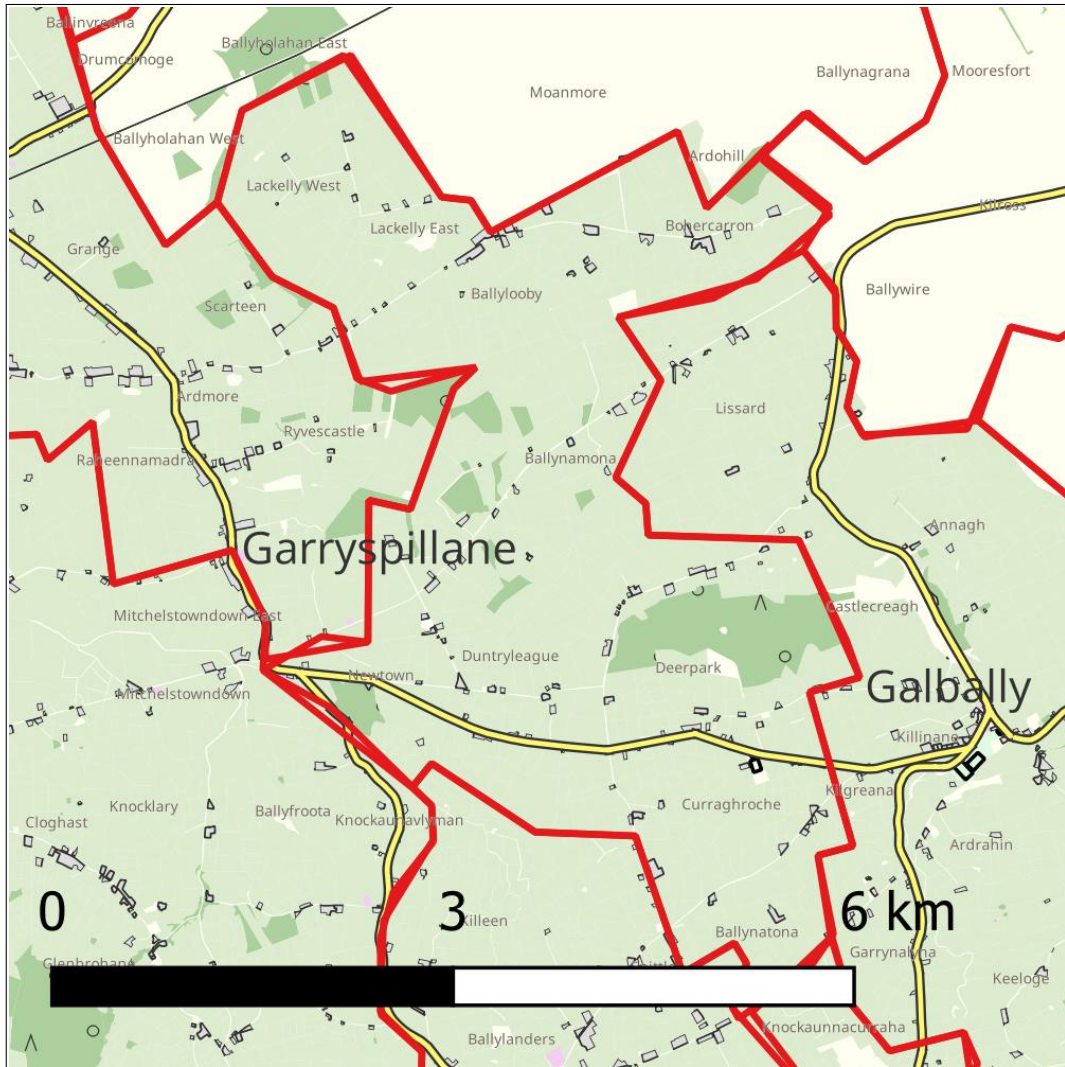 Ballinvreena
Ballyholahan East
Drumcomoge
Ballynagrana
Mooresfort
Moanmore
Ballyholahan West
Ardohill
Lackelly West
Kilross
Lackelly East
Bohercarron
Grange
Ballylooby
Ballywire
Scarteen
Ardmore
Lissard
Ryvescastle
Raheennamadra
Ballynamona
Annagh
Garryspillane
Castlecreagh
Mitchelstowndown East
Duntryleague
Deerpark
Newtown
Galbally
Mitchelstowndown
Killinane
Kilgreana
Knocklary
Ballyfroota
Curraghroche
Cloghast
Knockaunavlyman
Ardrahin
0 3 6 km
Killeen
Ballynatona
Garrynalyna
Glenbrohane
Keeloge
Knockaunnacurraha
Ballylanders